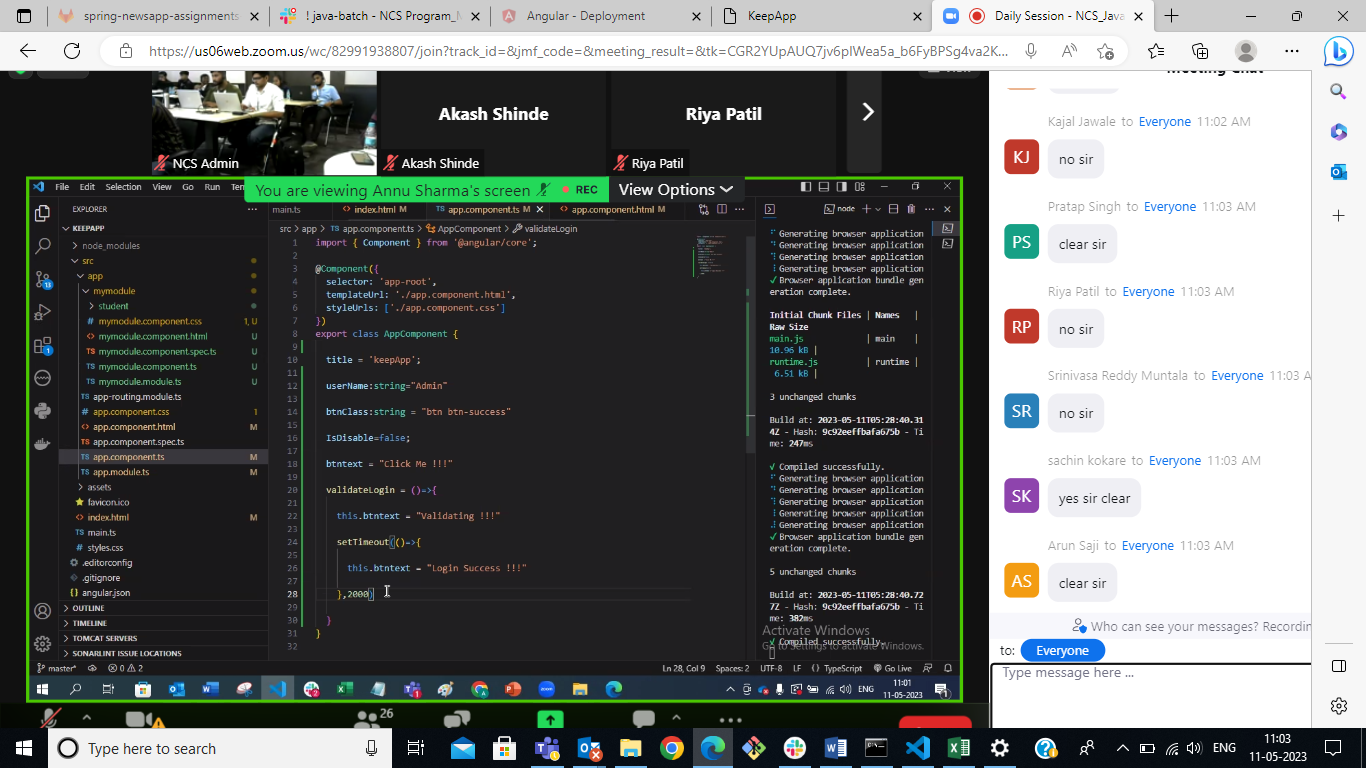 spring-newsapp-assignments
! java-batch - NCS Program_M
Angular - Deployment
KeepApp
Daily Session - NCS_Java
https://us06web.zoom.us/wc/82991938807/join?track_id=&jmf_code=&meeting_result=&tk=CGR2YUpAUQ7jv6pIWea5a_b6FyBPSg4va2K...
Akash Shinde
Riya Patil
NCS Admin
Akash Shinde
Riya Patil
You are viewing Annu Sharma's screen
REC
View Options
File Edit Selection View Go Run
EXPLORER
KEEPAPP
node_modules
src
app
mymodule
student
mymodule.component.css 1, U
mymodule.component.html U
mymodule.component.spec.ts U
mymodule.component.ts U
mymodule.module.ts U
app-routing.module.ts
app.component.css 1
app.component.html M
app.component.spec.ts
app.component.ts M
app.module.ts M
assets
favicon.ico
index.html M
main.ts
styles.css
.editorconfig
.gitignore
angular.json
OUTLINE
TIMELINE
TOMCAT SERVERS
SONARLINT ISSUE LOCATIONS
main.ts
index.html M
app.component.ts M
app.component.html M
src > app > app.component.ts > AppComponent > validateLogin
1 import { Component } from '@angular/core';
2
3 @Component({
4 selector: 'app-root',
5 templateUrl: './app.component.html',
6 styleUrls: ['./app.component.css']
7 })
8 export class AppComponent {
9
10 title = 'keepApp';
11
12 userName:string="Admin"
13
14 btnClass:string = "btn btn-success"
15
16 IsDisable=false;
17
18 btntext = "Click Me !!!"
19
20 validateLogin = ()=>{
21
22 this.btntext = "Validating !!!"
23
24 setTimeout(()=>{
25
26 this.btntext = "Login Success !!!"
27
28 },2000)
29
30 }
31 }
32
node
Generating browser application
Generating browser application
Generating browser application
Generating browser application
√ Browser application bundle gen
eration complete.
Initial Chunk Files | Names |
Raw Size
main.js | main |
10.96 kB |
runtime.js | runtime |
6.51 kB |
3 unchanged chunks
Build at: 2023-05-11T05:28:40.31
4Z - Hash: 9c92eeffbafa675b - Ti
me: 247ms
√ Compiled successfully.
Generating browser application
Generating browser application
Generating browser application
Generating browser application
Generating browser application
√ Browser application bundle gen
eration complete.
5 unchanged chunks
Build at: 2023-05-11T05:28:40.72
7Z - Hash: 9c92eeffbafa675b - Ti
me: 382ms
√ Compiled successfully.
Activate Windows
Go to Settings to activate Windows.
master*
0 2
Ln 28, Col 9 Spaces: 2 UTF-8 LF {} TypeScript Go Live
ENG
11:01
11-05-2023
26
Meeting Chat
Kajal Jawale to Everyone 11:02 AM
KJ
no sir
Pratap Singh to Everyone 11:03 AM
PS
clear sir
Riya Patil to Everyone 11:03 AM
RP
no sir
Srinivasa Reddy Muntala to Everyone 11:03 A
SR
no sir
sachin kokare to Everyone 11:03 AM
SK
yes sir clear
Arun Saji to Everyone 11:03 AM
AS
clear sir
Who can see your messages? Recordin
to: Everyone
Type message here ...
Type here to search
ENG
11:03
11-05-2023